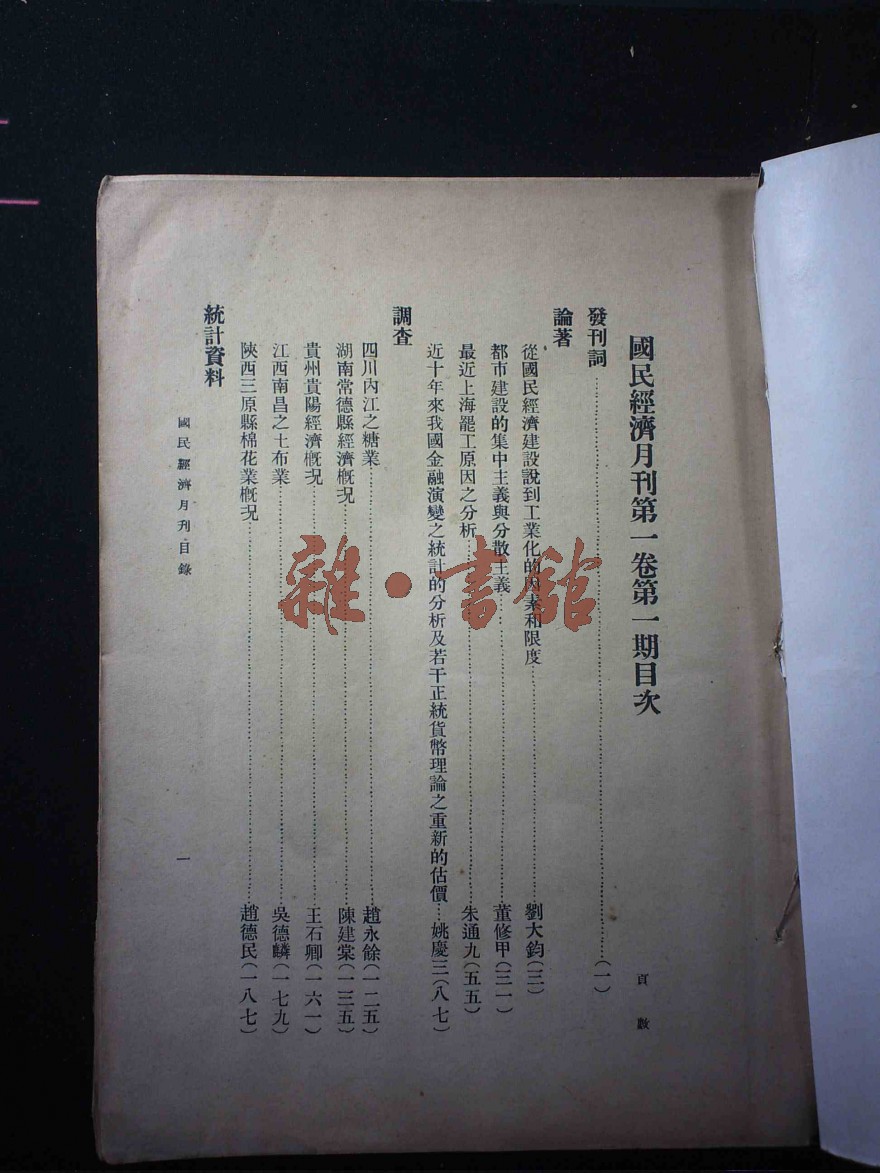 國民經濟月刊第一卷第一期目次
頁數
發刊詞……(一)
論著
從國民經濟建設說到工業化的因素和限度……劉大鈞(三)
都市建設的集中主義與分散主義……董修甲(三一)
最近上海罷工原因之分析……朱通九(五五)
近十年來我國金融演變之統計的分析及若干正統貨幣理論之重新的估價……姚慶三(八七)
調查
四川內江之糖業……趙永餘(一二五)
湖南常德縣經濟概況……陳建棠(一三五)
貴州貴陽經濟概況……王石卿(一六一)
江西南昌之土布業……吳德麟(一七九)
陝西三原縣棉花業概況……趙德民(一八七)
統計資料
國民經濟月刊目錄
一
雜·書館